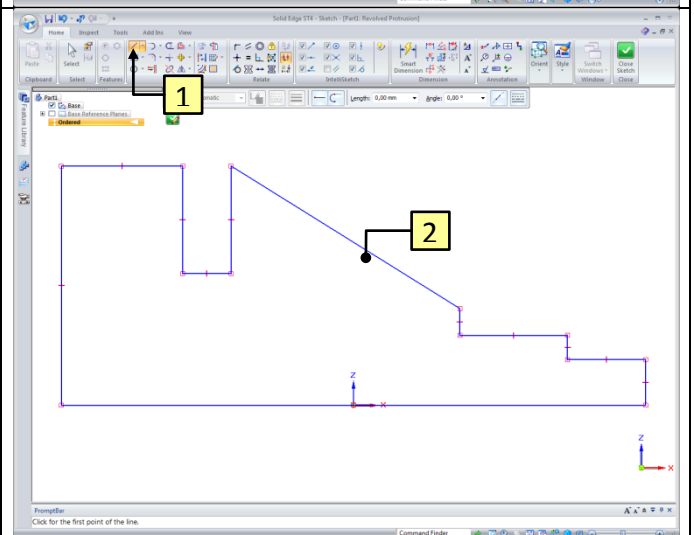 Command Finder
Solid Edge ST4 - Sketch - [Part1: Revolved Protrusion]
Home Inspect Tools Add Ins View
Paste Select Smart Dimension Orient Style Switch Windows Close Sketch
Clipboard Select Features Relate IntelliSketch Dimension Annotation Window Close
1
Length: 0,00 mm Angle: 0,00 °
Part1
Base
Base Reference Planes
Ordered
Feature Library
2
Z
X
Z
X
PromptBar
Click for the first point of the line.
Command Finder